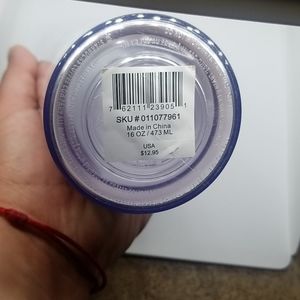 7 62111 23905 1
SKU # 011077961
Made in China
16 OZ / 473 ML
USA
$12.95